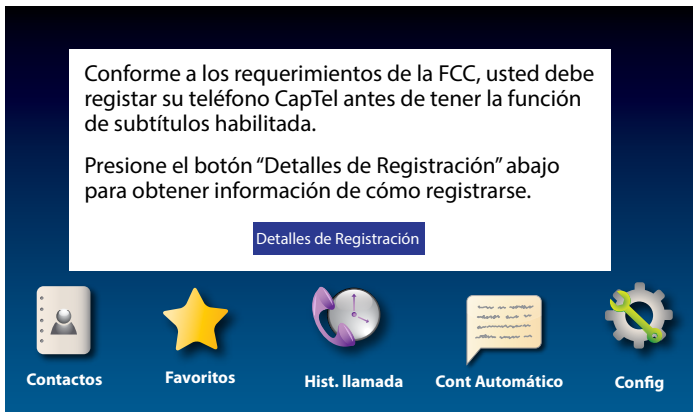 Conforme a los requerimientos de la FCC, usted debe
registar su teléfono CapTel antes de tener la función
de subtítulos habilitada.
Presione el botón “Detalles de Registración” abajo
para obtener información de cómo registrarse.
Detalles de Registración
Contactos
Favoritos
Hist. llamada
Cont Automático
Config